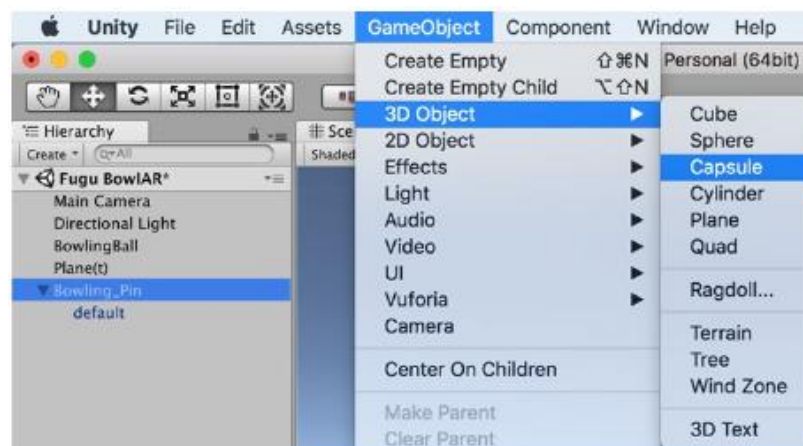 Unity File Edit Assets GameObject Component Window Help
Personal (64bit)
Hierarchy
Create
All
Fugu BowlAR*
Main Camera
Directional Light
BowlingBall
Plane(t)
Bowling_Pin
default
# Sce
Shaded
Create Empty ⇧⌘N
Create Empty Child ⌥⇧N
3D Object
2D Object
Effects
Light
Audio
Video
UI
Vuforia
Camera
Center On Children
Make Parent
Clear Parent
Cube
Sphere
Capsule
Cylinder
Plane
Quad
Ragdoll...
Terrain
Tree
Wind Zone
3D Text